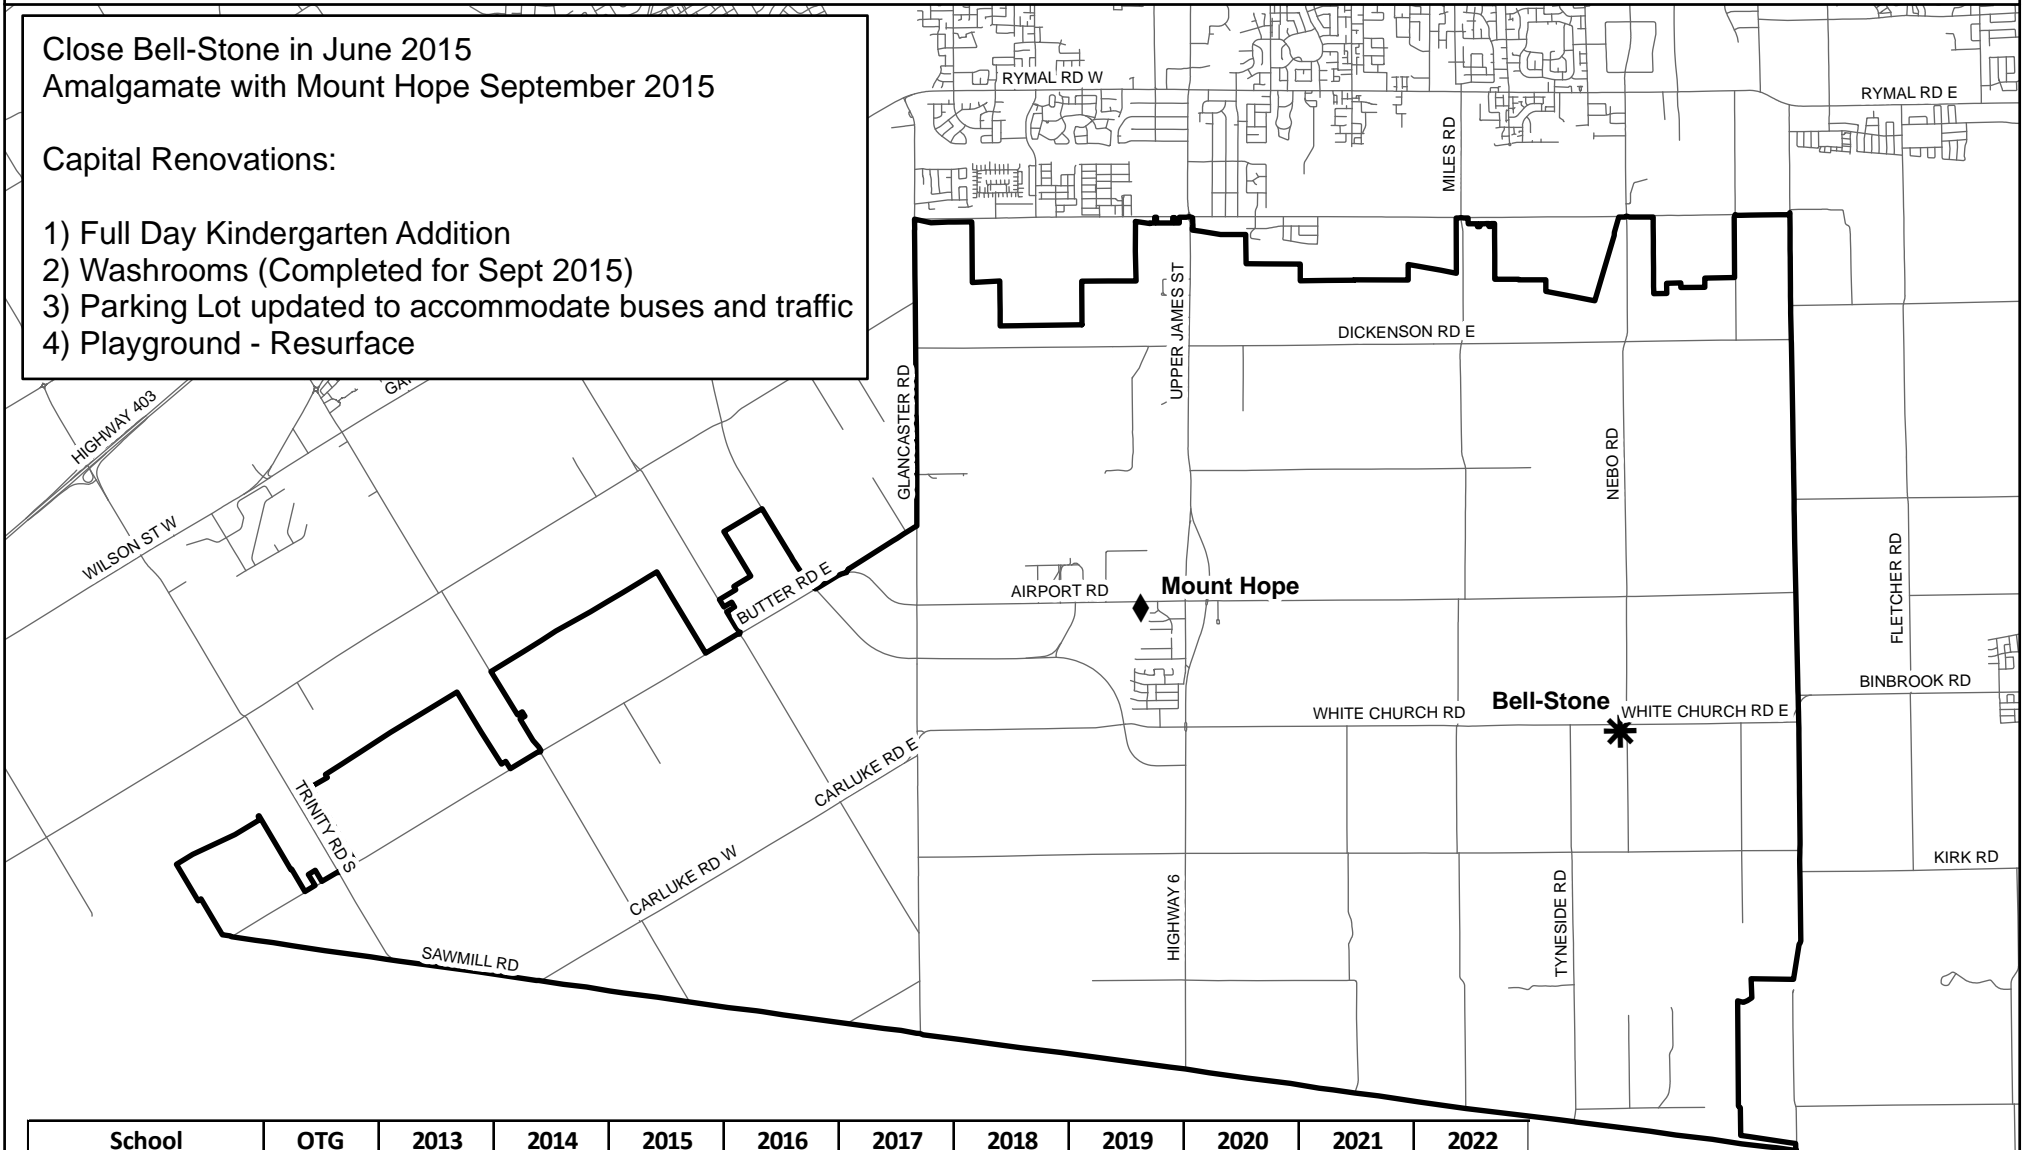 Close Bell-Stone in June 2015
Amalgamate with Mount Hope September 2015
Capital Renovations:
1) Full Day Kindergarten Addition
2) Washrooms (Completed for Sept 2015)
3) Parking Lot updated to accommodate buses and traffic
4) Playground - Resurface
RYMAL RD W
RYMAL RD E
MILES RD
UPPER JAMES ST
DICKENSON RD E
GLANCASTER RD
HIGHWAY 403
NEBO RD
WILSON ST W
FLETCHER RD
BUTTER RD E
AIRPORT RD
Mount Hope
BINBROOK RD
Bell-Stone
WHITE CHURCH RD
WHITE CHURCH RD E
CARLUKE RD E
TRINITY RD S
CARLUKE RD W
KIRK RD
HIGHWAY 6
TYNESIDE RD
SAWMILL RD
School OTG 2013 2014 2015 2016 2017 2018 2019 2020 2021 2022